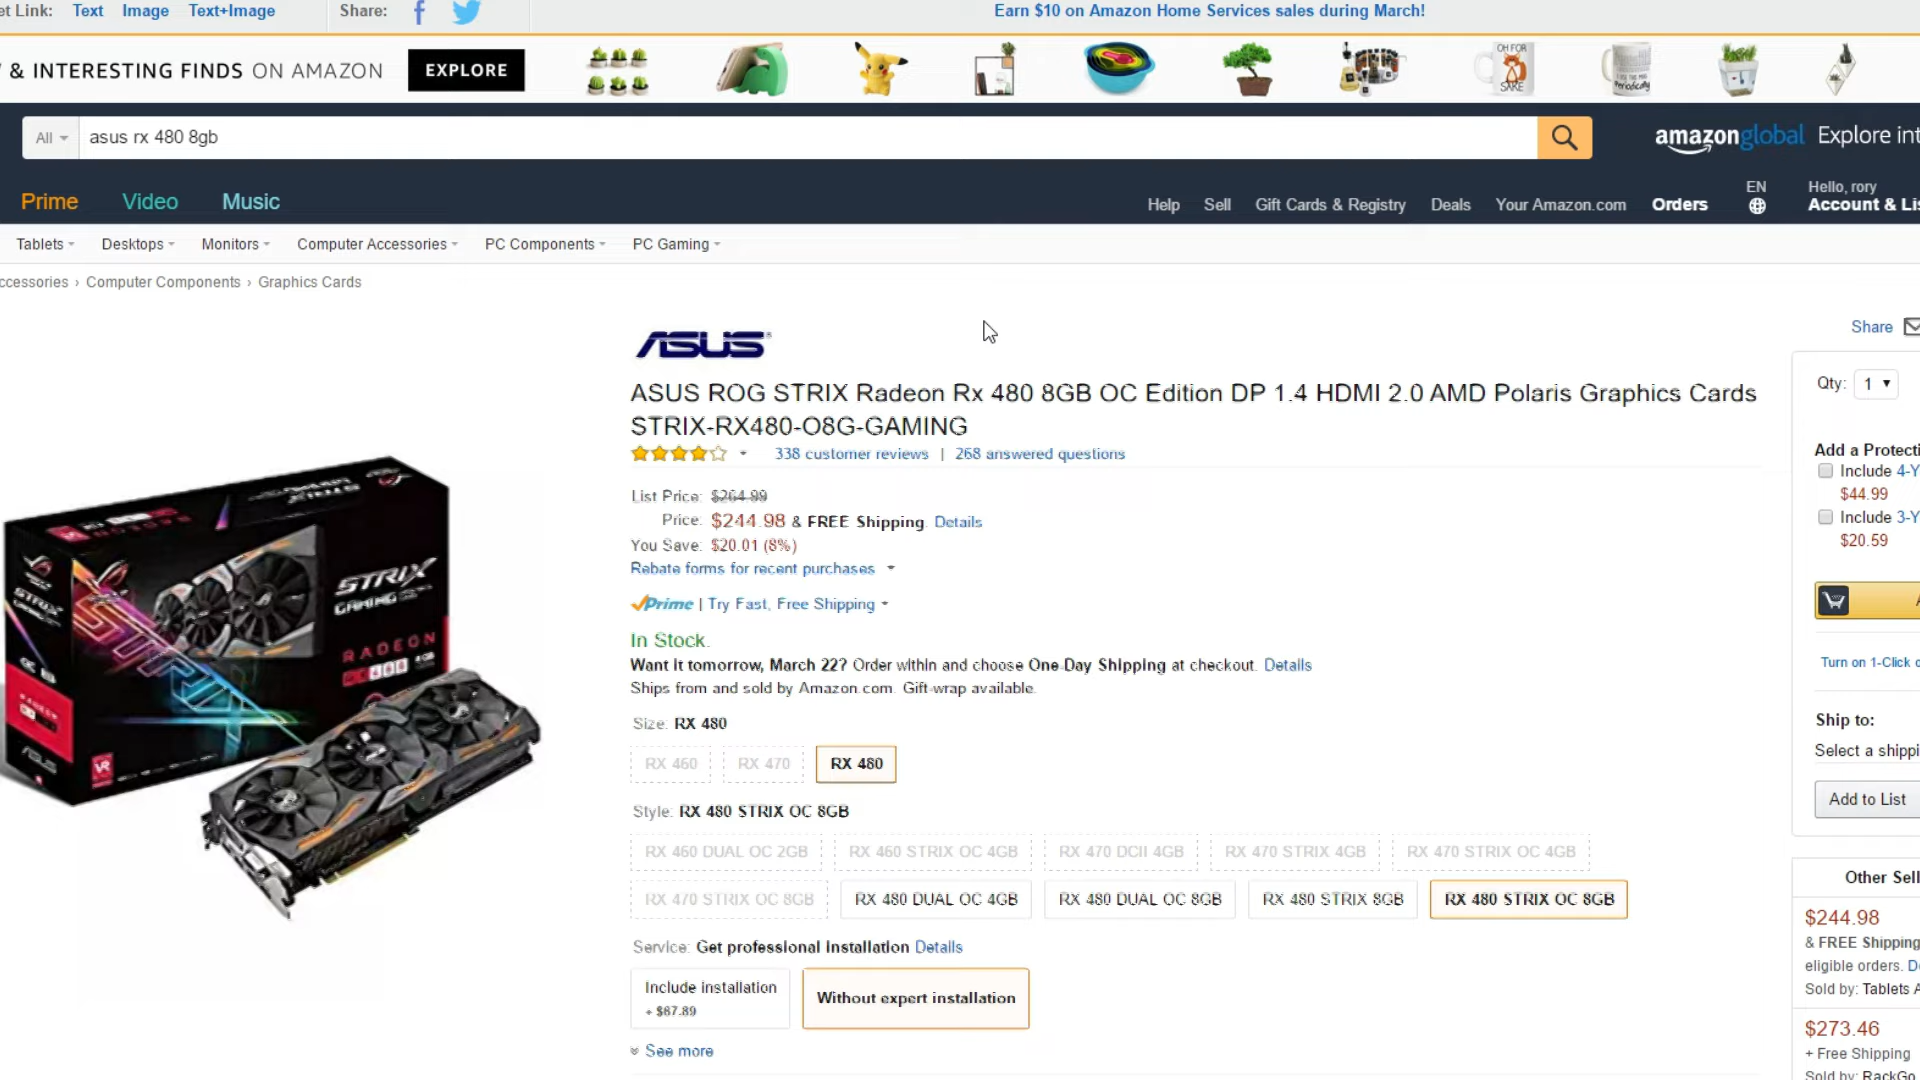 et Link: Text Image Text+Image Share:
Earn $10 on Amazon Home Services sales during March!
& INTERESTING FINDS ON AMAZON EXPLORE
OH FOR
SAKE
All asus rx 480 8gb
amazonglobal Explore int
Prime Video Music
Help Sell Gift Cards & Registry Deals Your Amazon.com Orders EN Hello, rory
Account & Lis
Tablets Desktops Monitors Computer Accessories PC Components PC Gaming
ccessories › Computer Components › Graphics Cards
Share
ASUS
ASUS ROG STRIX Radeon Rx 480 8GB OC Edition DP 1.4 HDMI 2.0 AMD Polaris Graphics Cards
STRIX-RX480-O8G-GAMING
338 customer reviews | 268 answered questions
List Price: $264.99
Price: $244.98 & FREE Shipping. Details
You Save: $20.01 (8%)
Rebate forms for recent purchases
Prime | Try Fast, Free Shipping
In Stock.
Want it tomorrow, March 22? Order within and choose One-Day Shipping at checkout. Details
Ships from and sold by Amazon.com. Gift-wrap available.
Size: RX 480
RX 460 RX 470 RX 480
Style: RX 480 STRIX OC 8GB
RX 460 DUAL OC 2GB RX 460 STRIX OC 4GB RX 470 DCII 4GB RX 470 STRIX 4GB RX 470 STRIX OC 4GB
RX 470 STRIX OC 8GB RX 480 DUAL OC 4GB RX 480 DUAL OC 8GB RX 480 STRIX 8GB RX 480 STRIX OC 8GB
Service: Get professional installation Details
Include installation
+ $67.89
Without expert installation
See more
STRIX
GAMING
RADEON
STRIX
ASUS
VR
Qty: 1
Add a Protecti
Include 4-Y
$44.99
Include 3-Y
$20.59
A
Turn on 1-Click o
Ship to:
Select a shippi
Add to List
Other Sell
$244.98
& FREE Shipping
eligible orders. De
Sold by: Tablets A
$273.46
+ Free Shipping
Sold by: RackGo